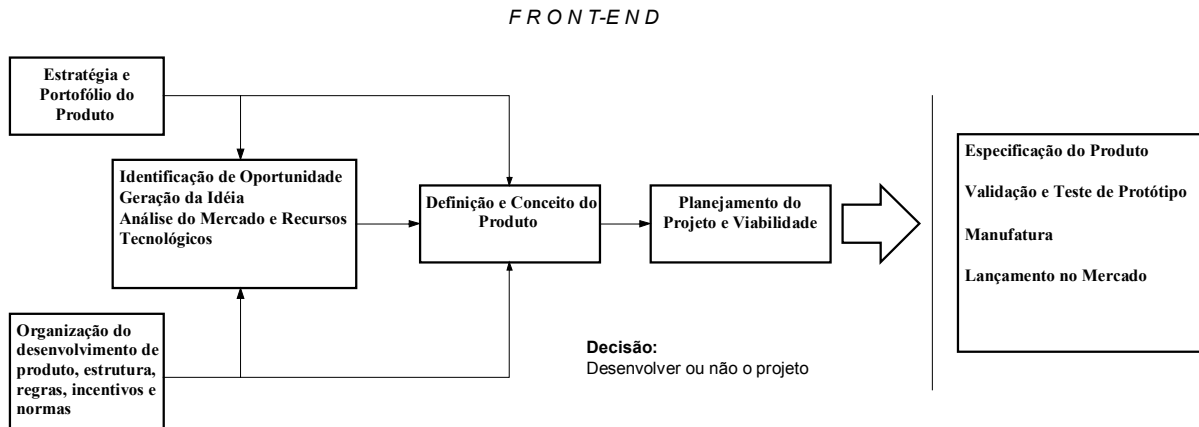 F R O N T-E N D
Estratégia e
Portofólio do
Produto
Identificação de Oportunidade
Geração da Idéia
Análise do Mercado e Recursos
Tecnológicos
Definição e Conceito do
Produto
Planejamento do
Projeto e Viabilidade
Especificação do Produto
Validação e Teste de Protótipo
Manufatura
Lançamento no Mercado
Organização do
desenvolvimento de
produto, estrutura,
regras, incentivos e
normas
Decisão:
Desenvolver ou não o projeto